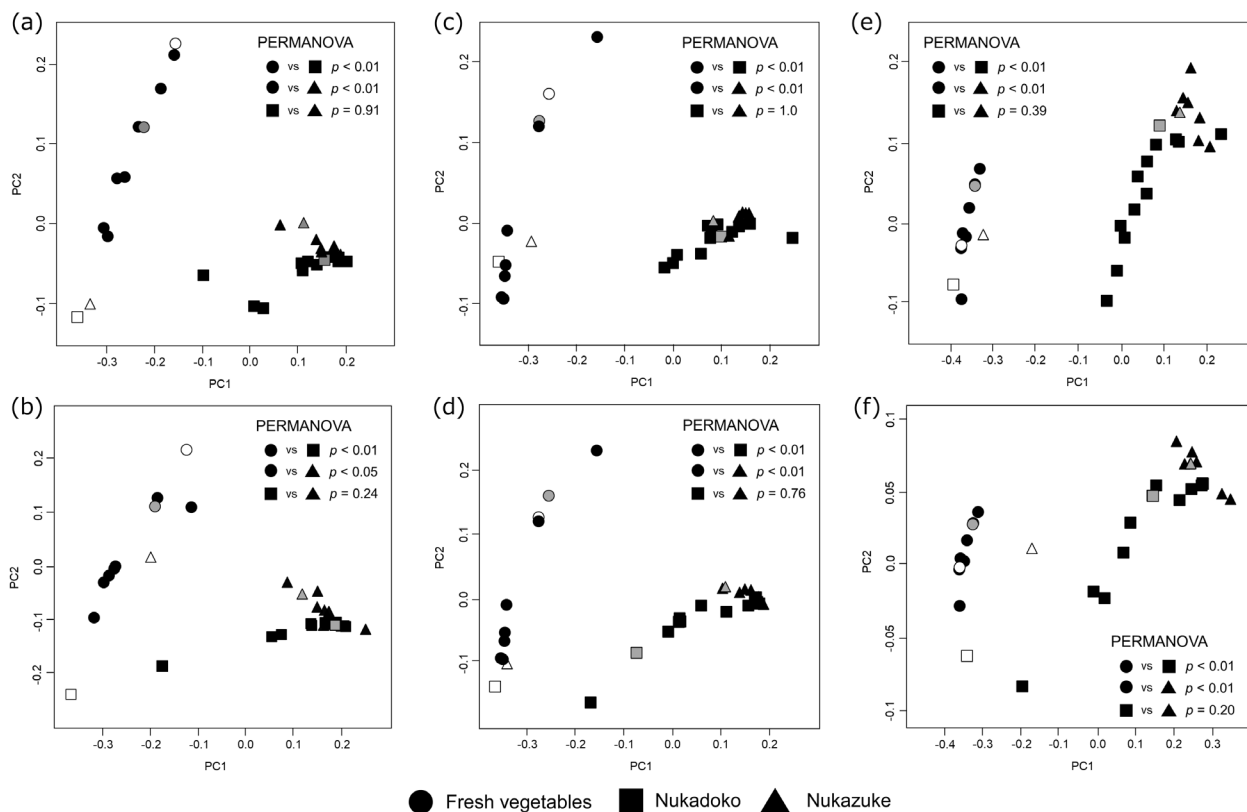 (a)
PERMANOVA
vs p < 0.01
vs p < 0.01
vs p = 0.91
PC2
0.2
0.1
0.0
-0.1
-0.3 -0.2 -0.1 0.0 0.1 0.2
PC1
(c)
PERMANOVA
vs p < 0.01
vs p < 0.01
vs p = 1.0
PC2
0.2
0.1
0.0
-0.1
-0.3 -0.2 -0.1 0.0 0.1 0.2
PC1
(e)
PERMANOVA
vs p < 0.01
vs p < 0.01
vs p = 0.39
PC2
0.2
0.1
0.0
-0.1
-0.4 -0.3 -0.2 -0.1 0.0 0.1 0.2
PC1
(b)
PERMANOVA
vs p < 0.01
vs p < 0.05
vs p = 0.24
PC2
0.2
0.1
0.0
-0.1
-0.2
-0.3 -0.2 -0.1 0.0 0.1 0.2
PC1
(d)
PERMANOVA
vs p < 0.01
vs p < 0.01
vs p = 0.76
PC2
0.2
0.1
0.0
-0.1
-0.3 -0.2 -0.1 0.0 0.1 0.2
PC1
(f)
PERMANOVA
vs p < 0.01
vs p < 0.01
vs p = 0.20
PC2
0.1
0.05
0.0
-0.05
-0.1
-0.4 -0.3 -0.2 -0.1 0.0 0.1 0.2 0.3
PC1
Fresh vegetables Nukadoko Nukazuke